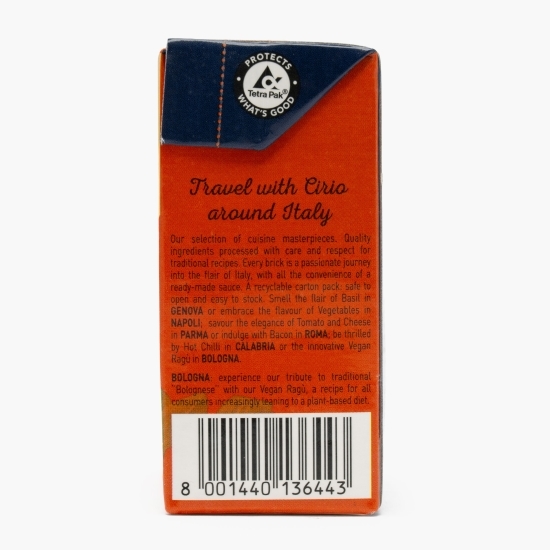 PROTECTS
Tetra Pak®
WHAT'S GOOD
Travel with Cirio
around Italy
Our selection of cuisine masterpieces. Quality
ingredients processed with care and respect for
traditional recipes. Every brick is a passionate journey
into the flair of Italy, with all the convenience of a
ready-made sauce. A recyclable carton pack: safe to
open and easy to stock. Smell the flair of Basil in
GENOVA or embrace the flavour of Vegetables in
NAPOLI; savour the elegance of Tomato and Cheese
in PARMA or indulge with Bacon in ROMA; be thrilled
by Hot Chilli in CALABRIA or the innovative Vegan
Ragù in BOLOGNA.
BOLOGNA: experience our tribute to traditional
"Bolognese" with our Vegan Ragù, a recipe for all
consumers increasingly leaning to a plant-based diet.
8 001440 136443